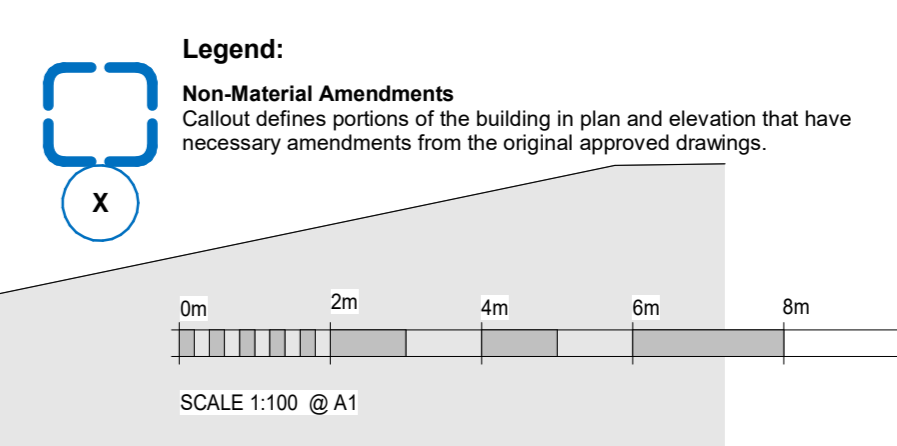 Legend:
Non-Material Amendments
Callout defines portions of the building in plan and elevation that have
necessary amendments from the original approved drawings.
X
0m 2m 4m 6m 8m
SCALE 1:100 @ A1